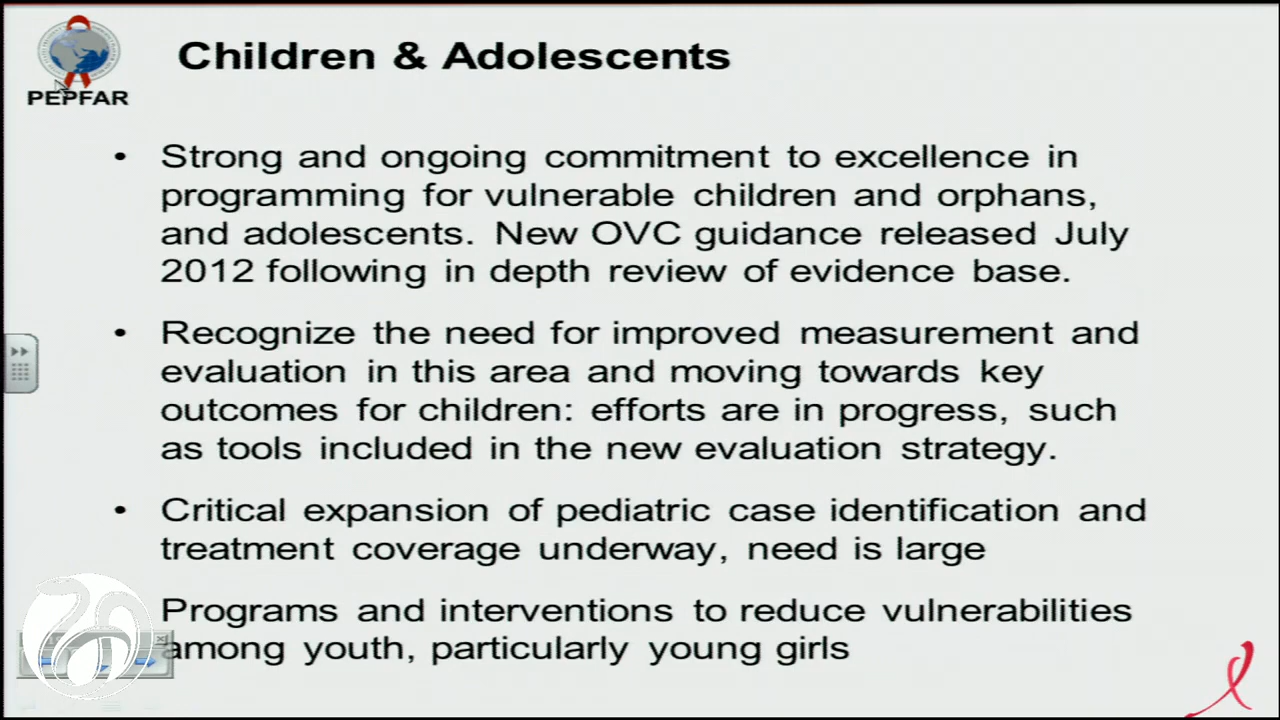 Children & Adolescents
PEPFAR
• Strong and ongoing commitment to excellence in
programming for vulnerable children and orphans,
and adolescents. New OVC guidance released July
2012 following in depth review of evidence base.
• Recognize the need for improved measurement and
evaluation in this area and moving towards key
outcomes for children: efforts are in progress, such
as tools included in the new evaluation strategy.
• Critical expansion of pediatric case identification and
treatment coverage underway, need is large
Programs and interventions to reduce vulnerabilities
among youth, particularly young girls